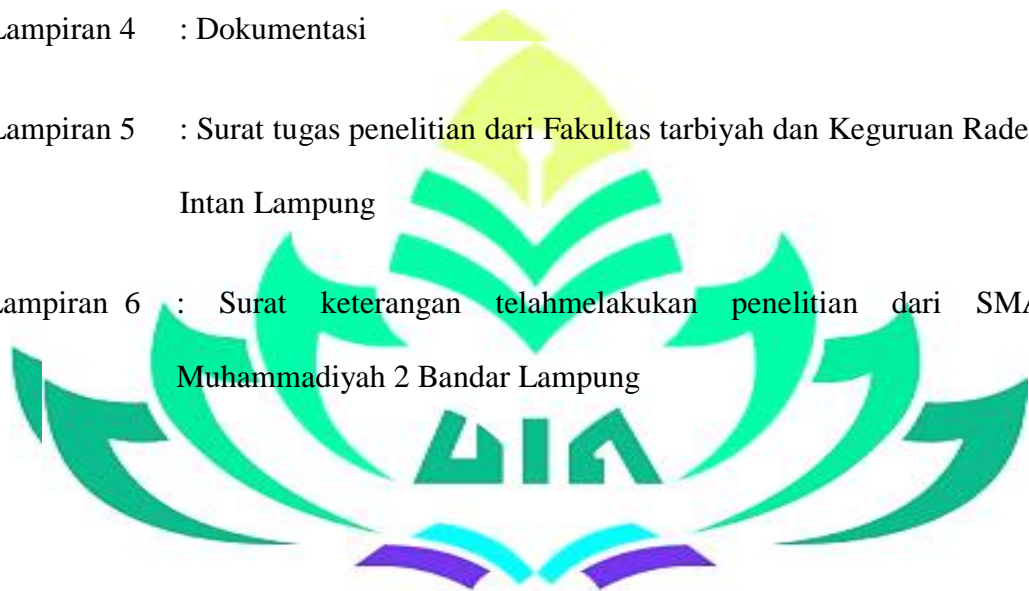 Lampiran 4 : Dokumentasi
Lampiran 5 : Surat tugas penelitian dari Fakultas tarbiyah dan Keguruan Rade
Intan Lampung
Lampiran 6 : Surat keterangan telahmelakukan penelitian dari SMA
Muhammadiyah 2 Bandar Lampung